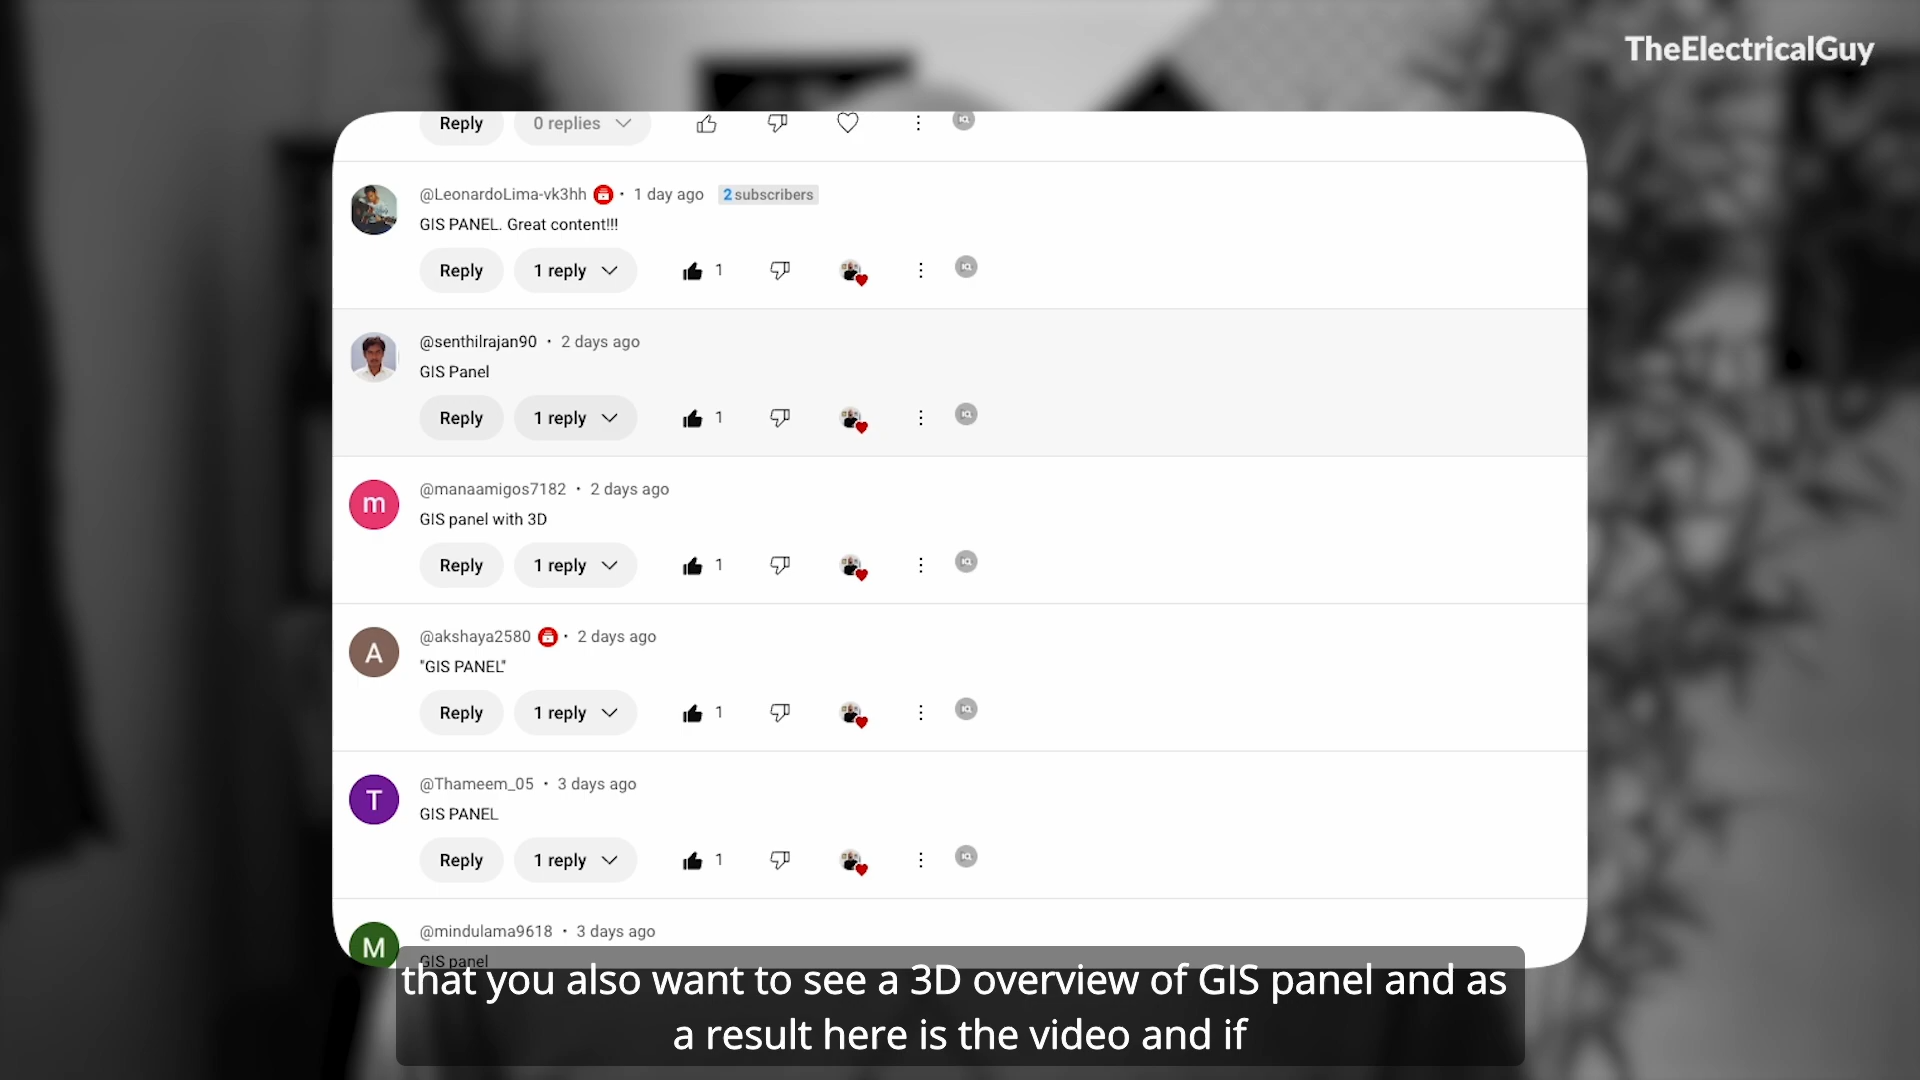 TheElectricalGuy
Reply 0 replies
@LeonardoLima-vk3hh · 1 day ago 2 subscribers
GIS PANEL. Great content!!!
Reply 1 reply 1
@senthilrajan90 · 2 days ago
GIS Panel
Reply 1 reply 1
m
@manaamigos7182 · 2 days ago
GIS panel with 3D
Reply 1 reply 1
A
@akshaya2580 · 2 days ago
"GIS PANEL"
Reply 1 reply 1
T
@Thameem_05 · 3 days ago
GIS PANEL
Reply 1 reply 1
M
@mindulama9618 · 3 days ago
GIS panel
that you also want to see a 3D overview of GIS panel and as
a result here is the video and if